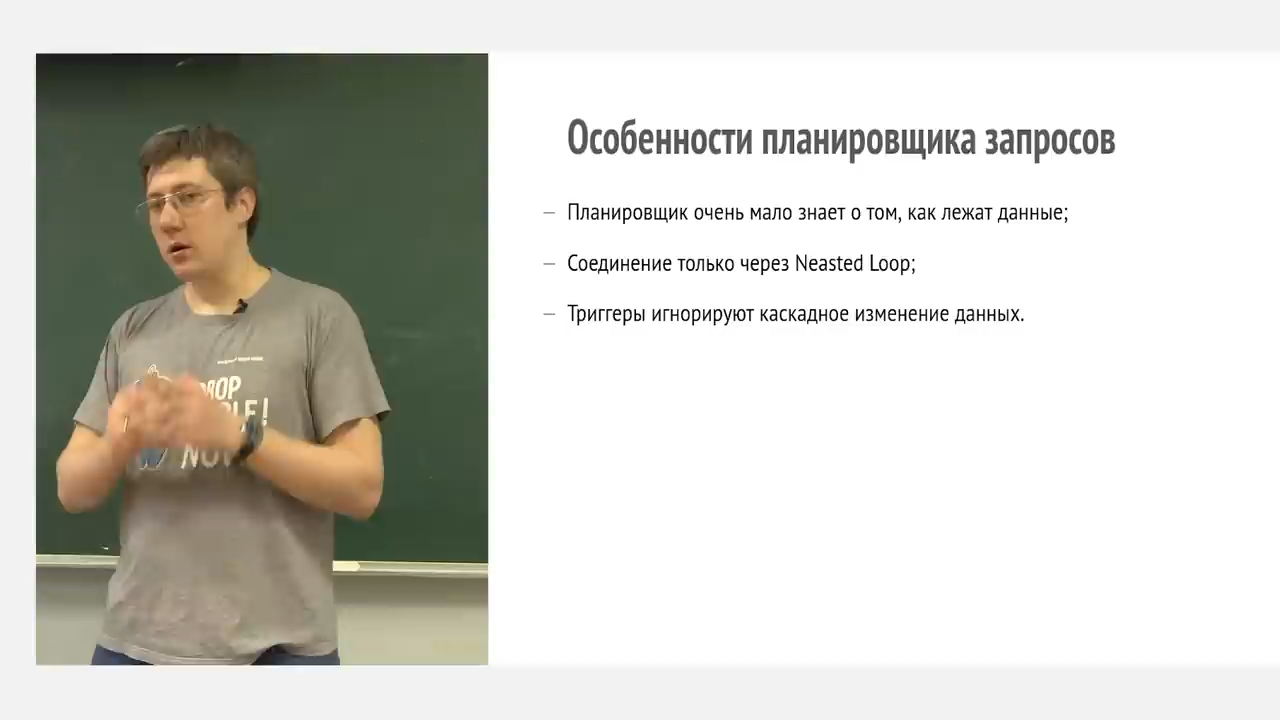 Особенности планировщика запросов
– Планировщик очень мало знает о том, как лежат данные;
– Соединение только через Neasted Loop;
– Триггеры игнорируют каскадное изменение данных.